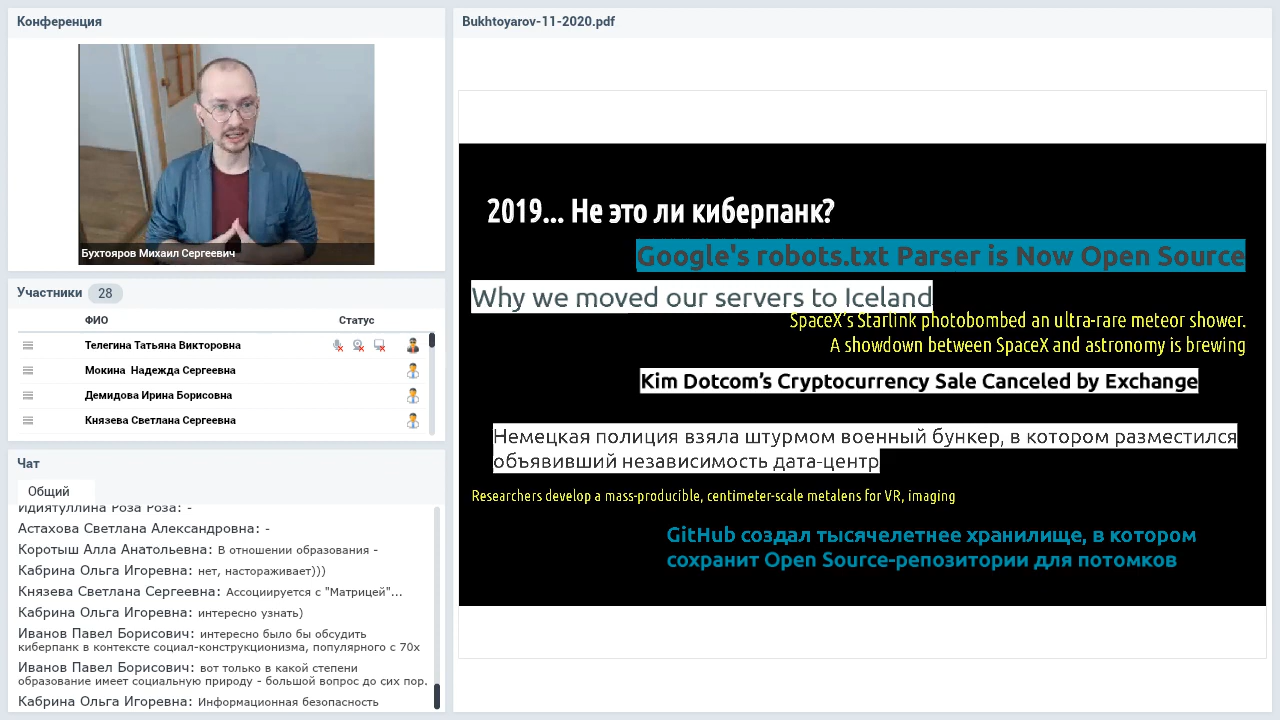 Конференция
Бухтояров Михаил Сергеевич
Участники 28
ФИО Статус
Телегина Татьяна Викторовна
Мокина Надежда Сергеевна
Демидова Ирина Борисовна
Князева Светлана Сергеевна
Чат
Общий
Идиятуллина Роза Роза: -
Астахова Светлана Александровна: -
Коротыш Алла Анатольевна: В отношении образования -
Кабрина Ольга Игоревна: нет, настораживает)))
Князева Светлана Сергеевна: Ассоциируется с "Матрицей"...
Кабрина Ольга Игоревна: интересно узнать)
Иванов Павел Борисович: интересно было бы обсудить
киберпанк в контексте социал-конструкционизма, популярного с 70х
Иванов Павел Борисович: вот только в какой степени
образование имеет социальную природу - большой вопрос до сих пор.
Кабрина Ольга Игоревна: Информационная безопасность
Bukhtoyarov-11-2020.pdf
2019... Не это ли киберпанк?
Google's robots.txt Parser is Now Open Source
Why we moved our servers to Iceland
SpaceX's Starlink photobombed an ultra-rare meteor shower.
A showdown between SpaceX and astronomy is brewing
Kim Dotcom's Cryptocurrency Sale Canceled by Exchange
Немецкая полиция взяла штурмом военный бункер, в котором разместился
объявивший независимость дата-центр
Researchers develop a mass-producible, centimeter-scale metalens for VR, imaging
GitHub создал тысячелетнее хранилище, в котором
сохранит Open Source-репозитории для потомков